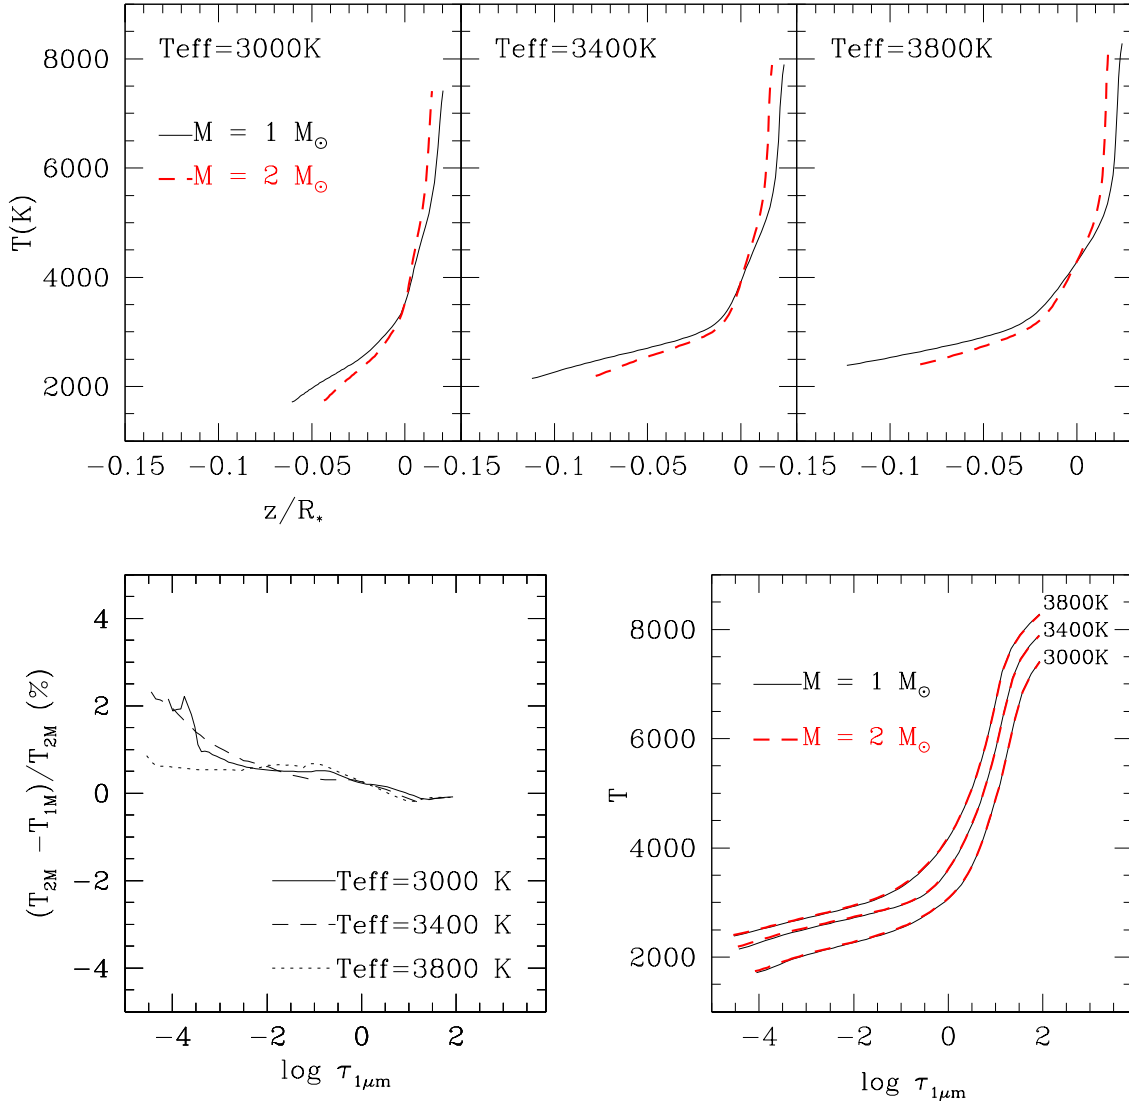 Teff=3000K
Teff=3400K
Teff=3800K
8000
6000
4000
2000
T(K)
M = 1 M⊙
M = 2 M⊙
−0.15 −0.1 −0.05 0 −0.15 −0.1 −0.05 0 −0.15 −0.1 −0.05 0
z/R*
4
2
0
−2
−4
(T2M −T1M)/T2M (%)
Teff=3000 K
Teff=3400 K
Teff=3800 K
−4 −2 0 2
log τ1μm
8000
6000
4000
2000
T
3800K
3400K
3000K
M = 1 M⊙
M = 2 M⊙
−4 −2 0 2
log τ1μm